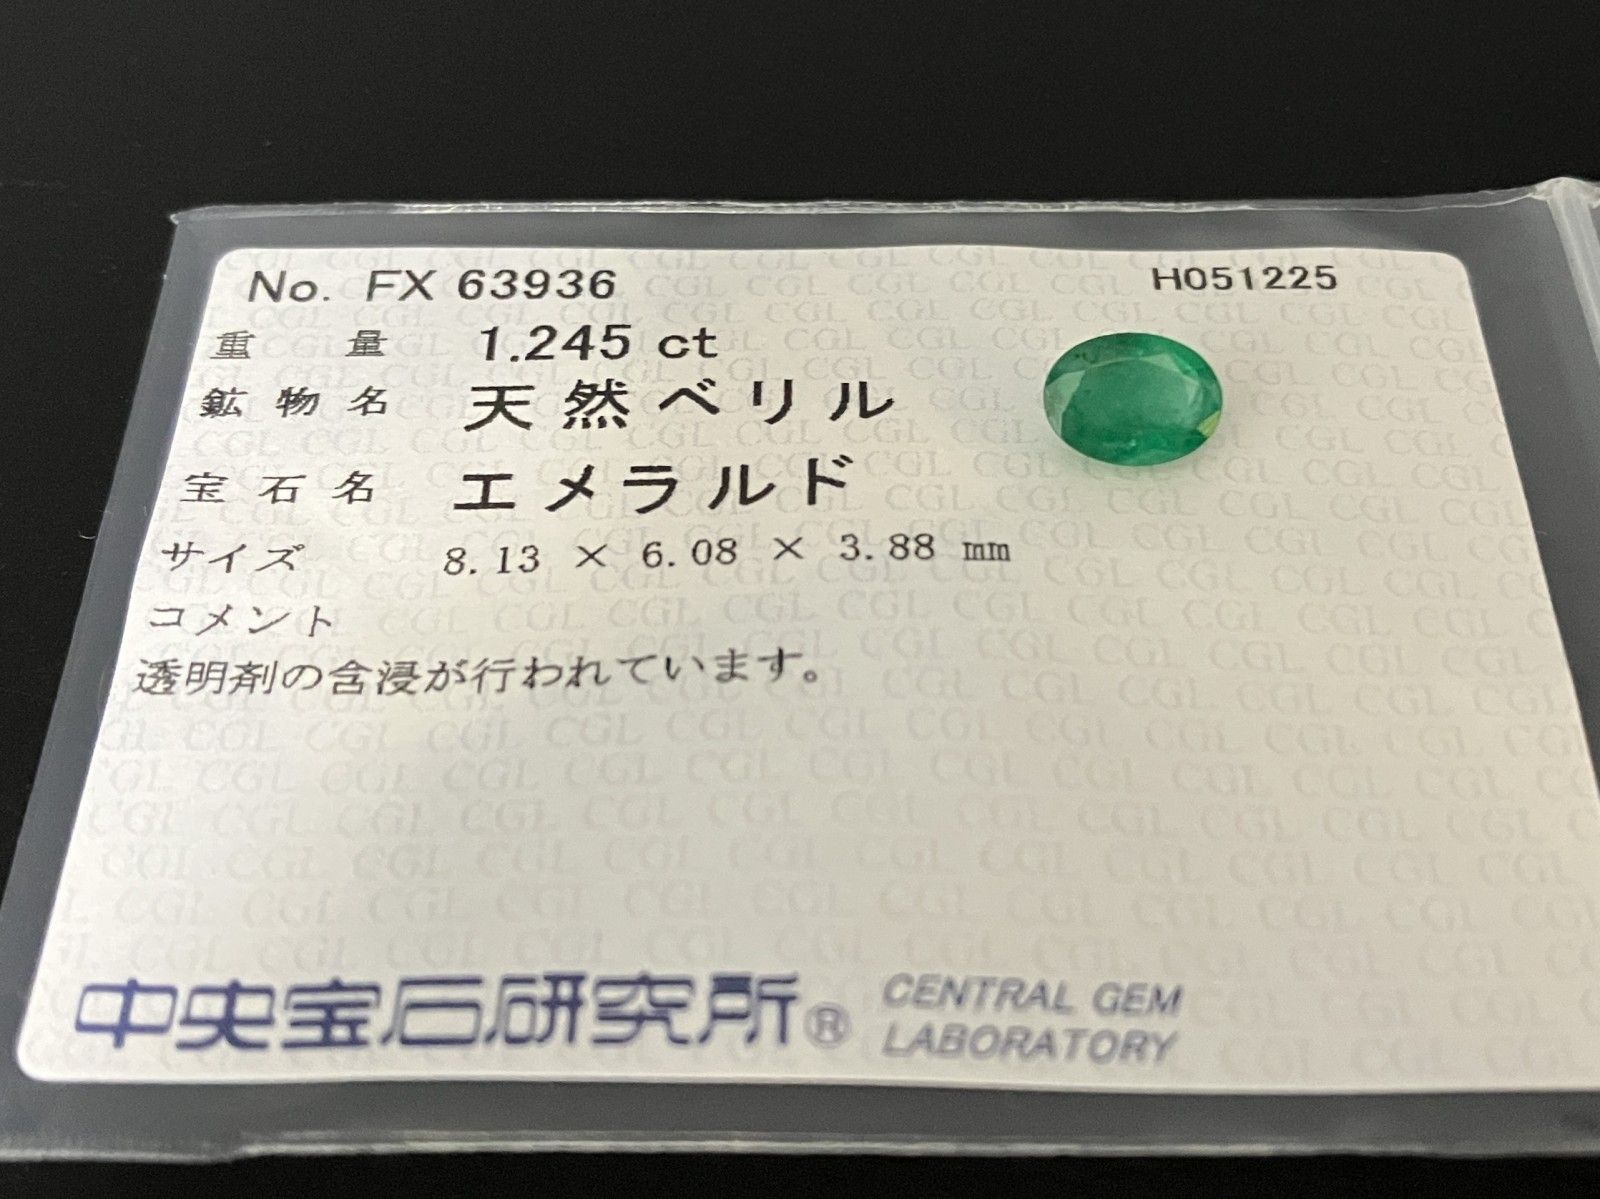 No. FX 63936
H051225
重量 1.245 ct
鉱物名 天然ベリル
宝石名 エメラルド
サイズ 8.13 × 6.08 × 3.88 mm
コメント
透明剤の含浸が行われています。
中央宝石研究所® CENTRAL GEM
LABORATORY